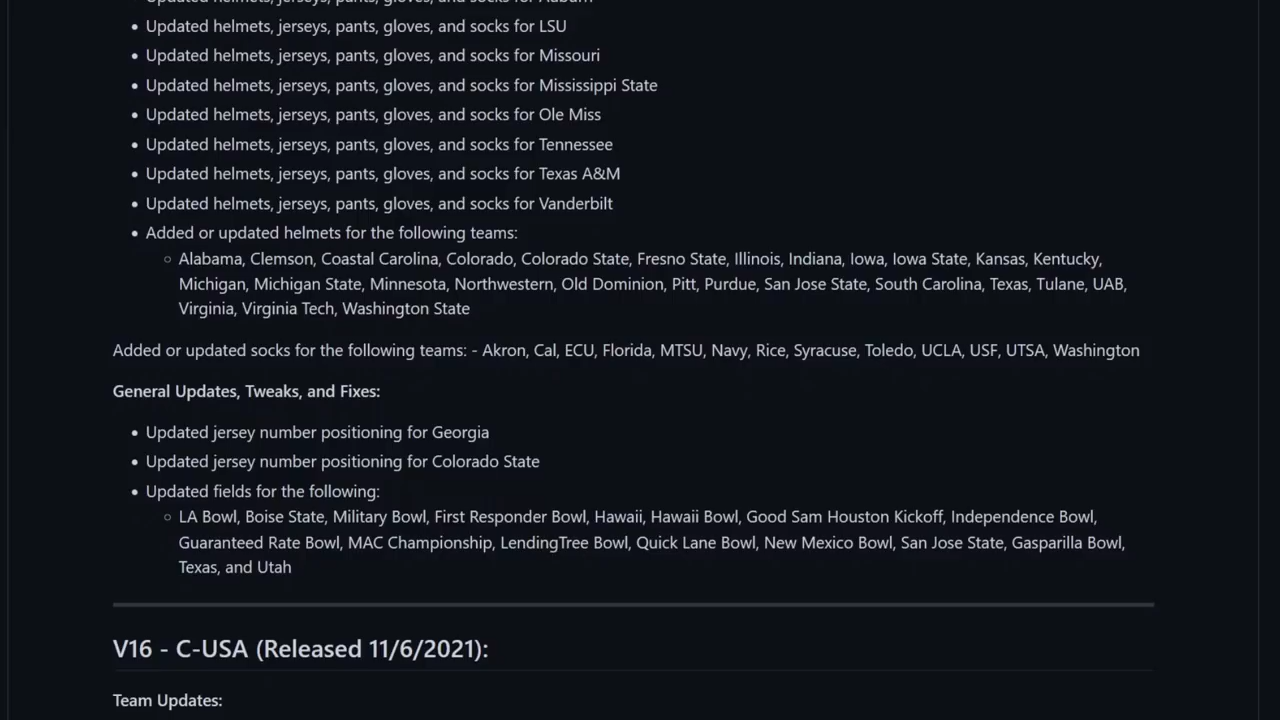 Updated helmets, jerseys, pants, gloves, and socks for Auburn
Updated helmets, jerseys, pants, gloves, and socks for LSU
Updated helmets, jerseys, pants, gloves, and socks for Missouri
Updated helmets, jerseys, pants, gloves, and socks for Mississippi State
Updated helmets, jerseys, pants, gloves, and socks for Ole Miss
Updated helmets, jerseys, pants, gloves, and socks for Tennessee
Updated helmets, jerseys, pants, gloves, and socks for Texas A&M
Updated helmets, jerseys, pants, gloves, and socks for Vanderbilt
Added or updated helmets for the following teams:
Alabama, Clemson, Coastal Carolina, Colorado, Colorado State, Fresno State, Illinois, Indiana, Iowa, Iowa State, Kansas, Kentucky,
Michigan, Michigan State, Minnesota, Northwestern, Old Dominion, Pitt, Purdue, San Jose State, South Carolina, Texas, Tulane, UAB,
Virginia, Virginia Tech, Washington State
Added or updated socks for the following teams: - Akron, Cal, ECU, Florida, MTSU, Navy, Rice, Syracuse, Toledo, UCLA, USF, UTSA, Washington
General Updates, Tweaks, and Fixes:
Updated jersey number positioning for Georgia
Updated jersey number positioning for Colorado State
Updated fields for the following:
LA Bowl, Boise State, Military Bowl, First Responder Bowl, Hawaii, Hawaii Bowl, Good Sam Houston Kickoff, Independence Bowl,
Guaranteed Rate Bowl, MAC Championship, LendingTree Bowl, Quick Lane Bowl, New Mexico Bowl, San Jose State, Gasparilla Bowl,
Texas, and Utah
V16 - C-USA (Released 11/6/2021):
Team Updates: